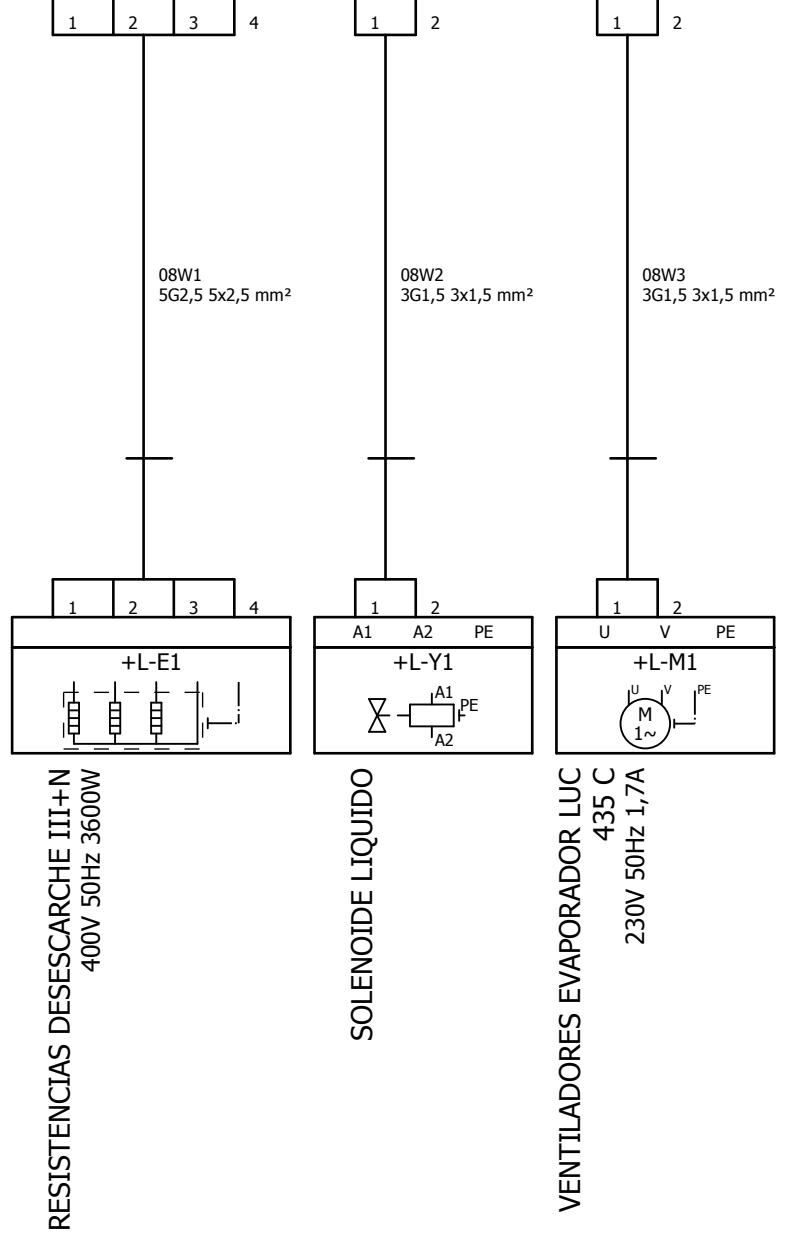 1 2 3 4
1 2
1 2
08W1
5G2,5 5x2,5 mm²
08W2
3G1,5 3x1,5 mm²
08W3
3G1,5 3x1,5 mm²
1 2 3 4
+L-E1
1 2
A1 A2 PE
+L-Y1
A1
PE
A2
1 2
U V PE
+L-M1
U V PE
M
1~
RESISTENCIAS DESESCARCHE III+N
400V 50Hz 3600W
SOLENOIDE LIQUIDO
VENTILADORES EVAPORADOR LUC
435 C
230V 50Hz 1,7A